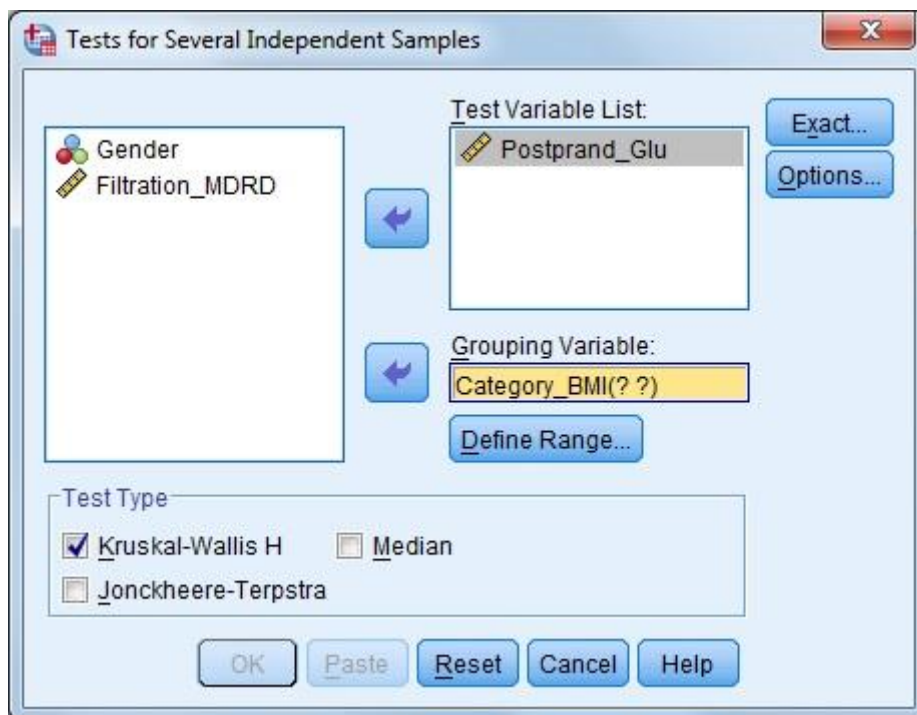 Tests for Several Independent Samples
Gender
Filtration_MDRD
Test Variable List:
Postprand_Glu
Exact...
Options...
Grouping Variable:
Category_BMI(? ?)
Define Range...
Test Type
Kruskal-Wallis H
Median
Jonckheere-Terpstra
OK
Paste
Reset
Cancel
Help